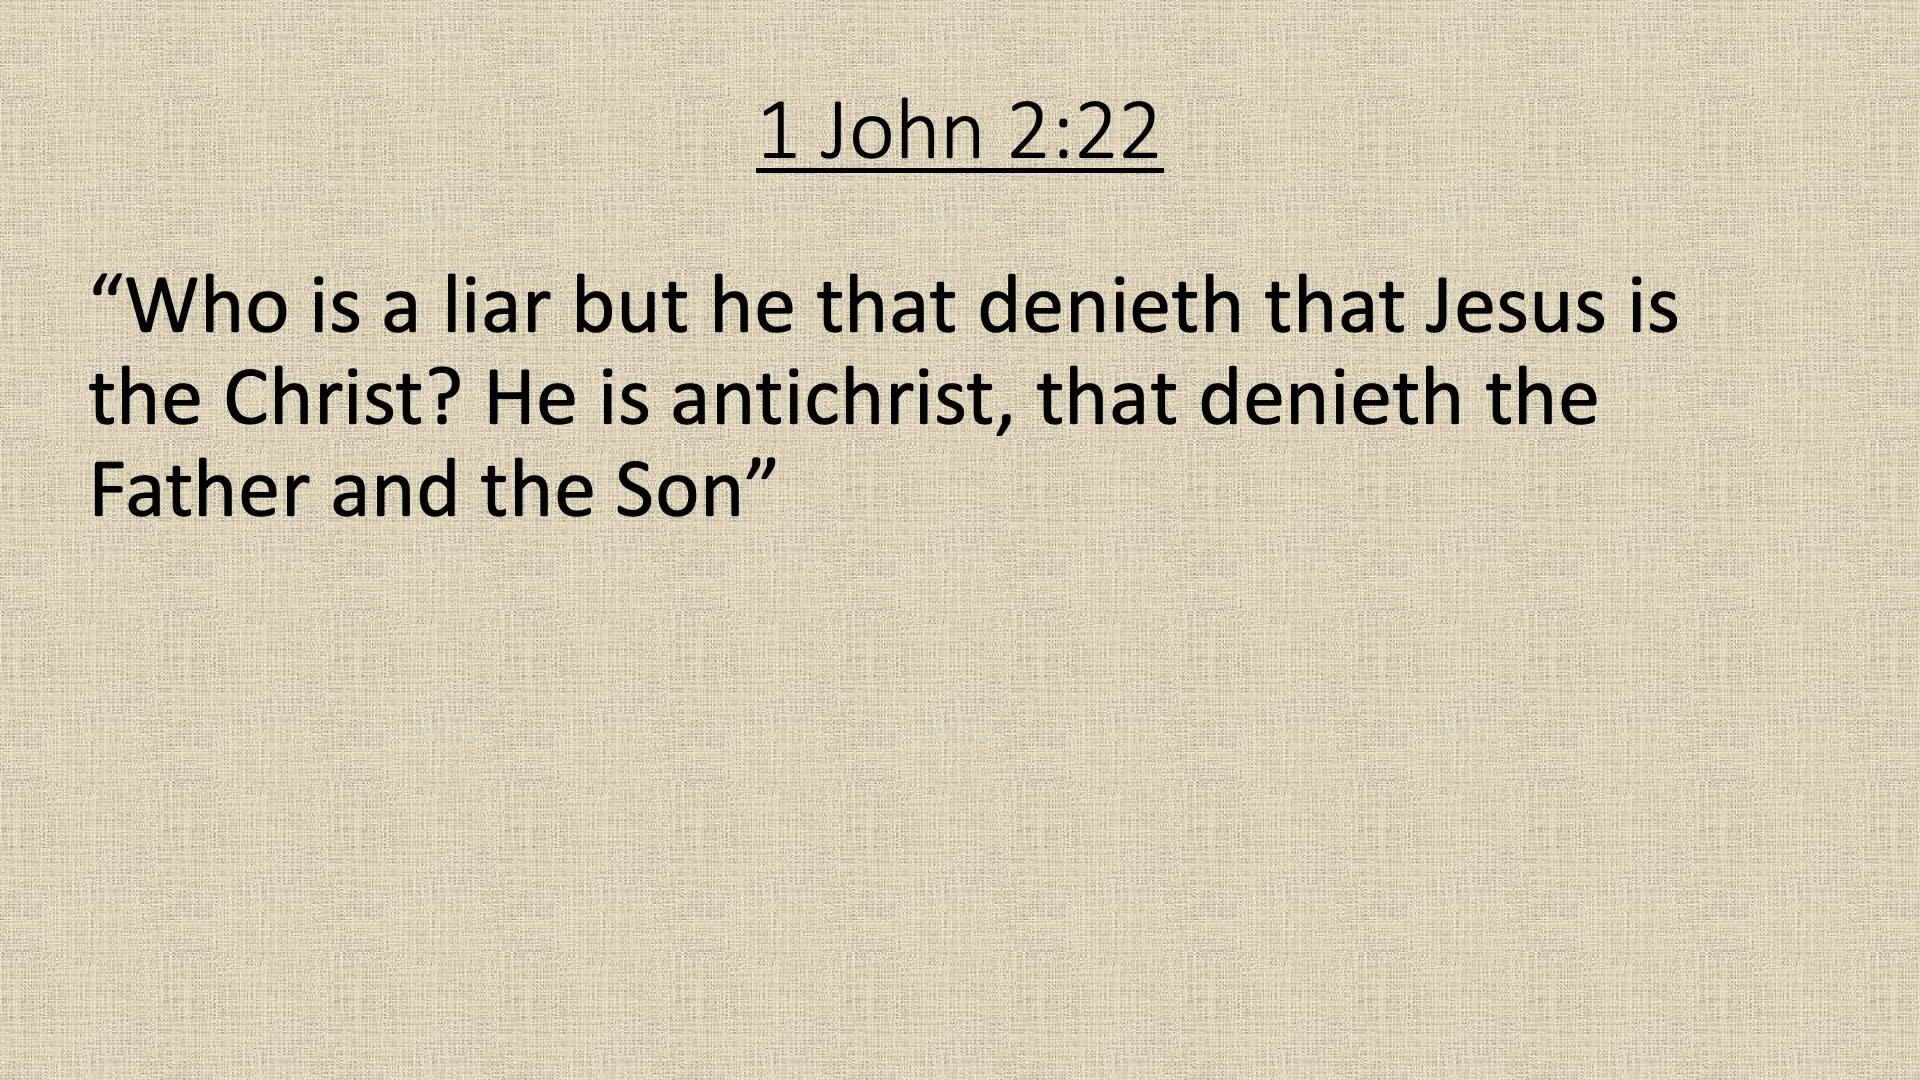 1 John 2:22
“Who is a liar but he that denieth that Jesus is
the Christ? He is antichrist, that denieth the
Father and the Son”